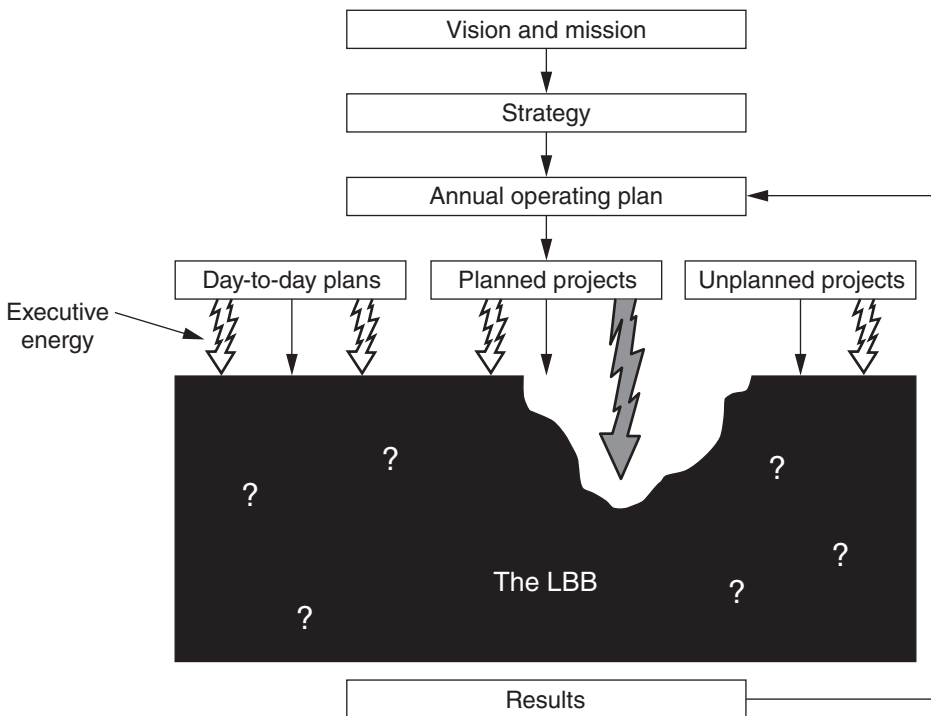 Vision and mission
Strategy
Annual operating plan
Day-to-day plans
Planned projects
Unplanned projects
Executive
energy
?
?
?
?
The LBB
?
?
Results